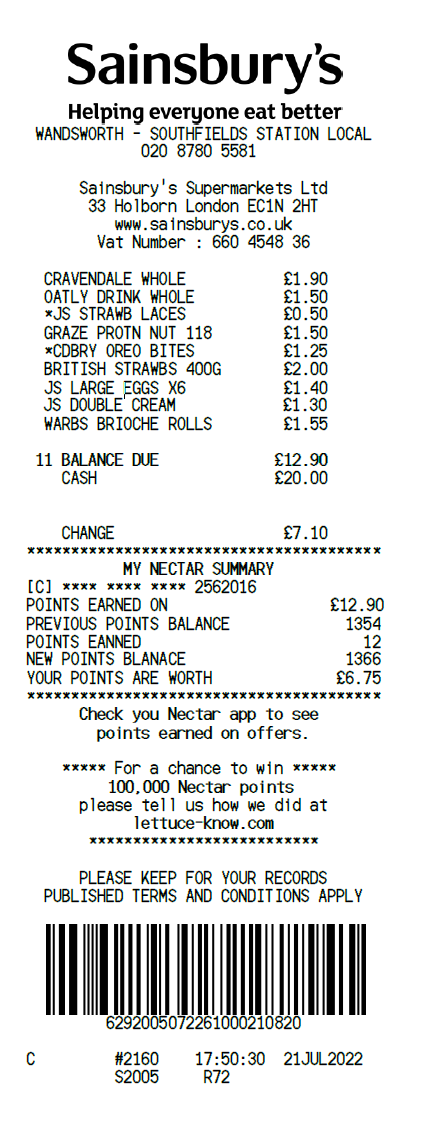 Sainsbury's
Helping everyone eat better
WANDSWORTH - SOUTHFIELDS STATION LOCAL
020 8780 5581
Sainsbury's Supermarkets Ltd
33 Holborn London EC1N 2HT
www.sainsburys.co.uk
Vat Number : 660 4548 36
CRAVENDALE WHOLE £1.90
OATLY DRINK WHOLE £1.50
*JS STRAWB LACES £0.50
GRAZE PROTN NUT 118 £1.50
*CDBRY OREO BITES £1.25
BRITISH STRAWBS 400G £2.00
JS LARGE EGGS X6 £1.40
JS DOUBLE CREAM £1.30
WARBS BRIOCHE ROLLS £1.55
11 BALANCE DUE £12.90
CASH £20.00
CHANGE £7.10
****************************************
MY NECTAR SUMMARY
[C] **** **** **** 2562016
POINTS EARNED ON £12.90
PREVIOUS POINTS BALANCE 1354
POINTS EANNED 12
NEW POINTS BLANACE 1366
YOUR POINTS ARE WORTH £6.75
****************************************
Check you Nectar app to see
points earned on offers.
***** For a chance to win *****
100,000 Nectar points
please tell us how we did at
lettuce-know.com
**************************
PLEASE KEEP FOR YOUR RECORDS
PUBLISHED TERMS AND CONDITIONS APPLY
6292005072261000210820
C #2160 17:50:30 21JUL2022
S2005 R72